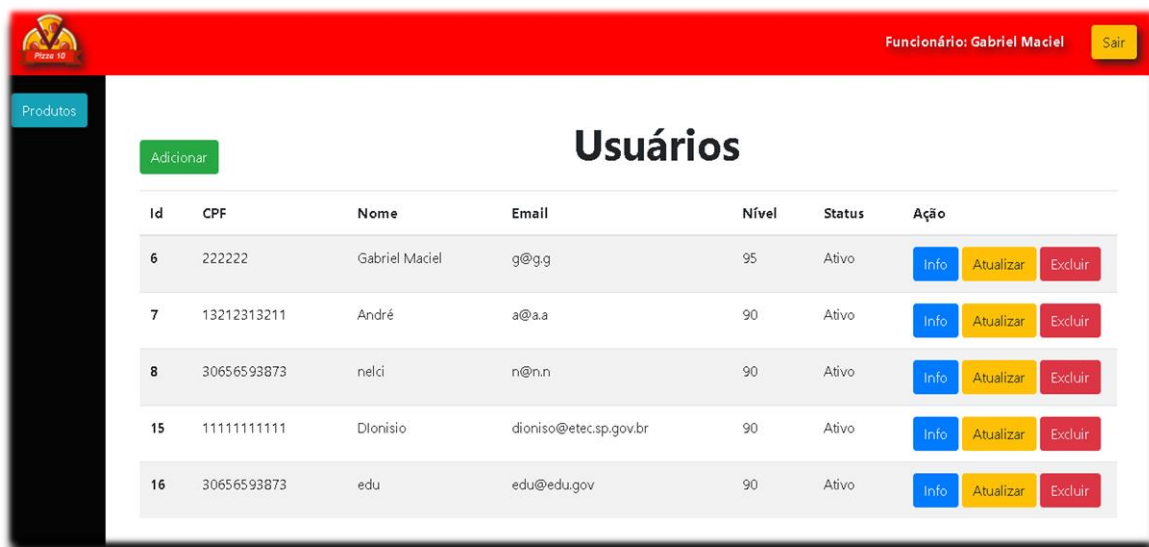 Pizza 10
Funcionário: Gabriel Maciel
Sair
Produtos
Adicionar
Usuários
Id CPF Nome Email Nível Status Ação
6 222222 Gabriel Maciel g@g.g 95 Ativo Info Atualizar Excluir
7 13212313211 André a@a.a 90 Ativo Info Atualizar Excluir
8 30656593873 nelci n@n.n 90 Ativo Info Atualizar Excluir
15 11111111111 DIonisio dioniso@etec.sp.gov.br 90 Ativo Info Atualizar Excluir
16 30656593873 edu edu@edu.gov 90 Ativo Info Atualizar Excluir